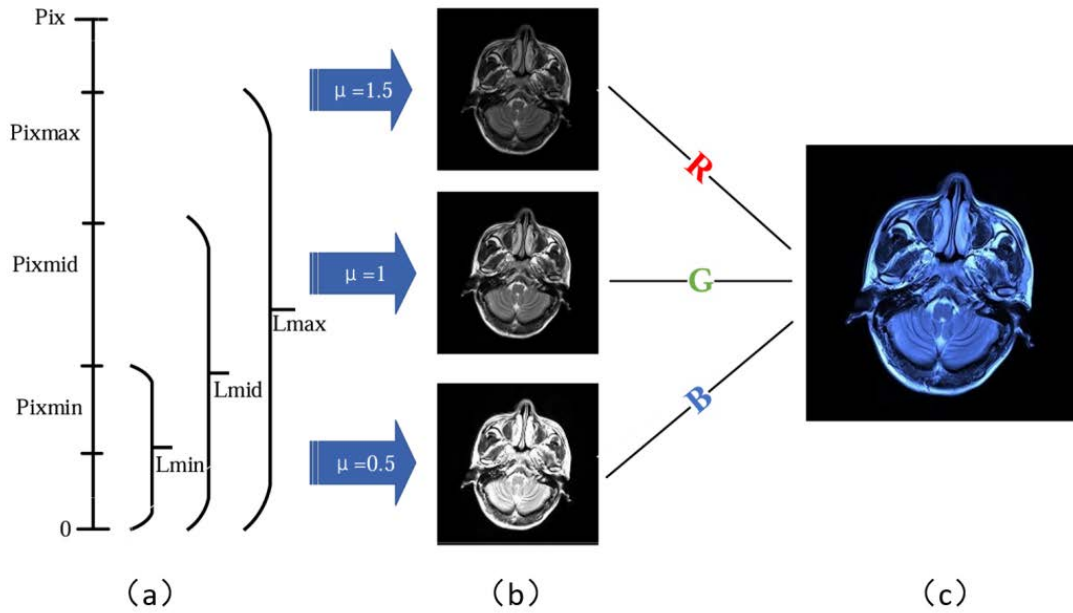 Pix
Pixmax
Pixmid
Pixmin
0
Lmin
Lmid
Lmax
μ=1.5
μ=1
μ=0.5
R
G
B
(a)
(b)
(c)